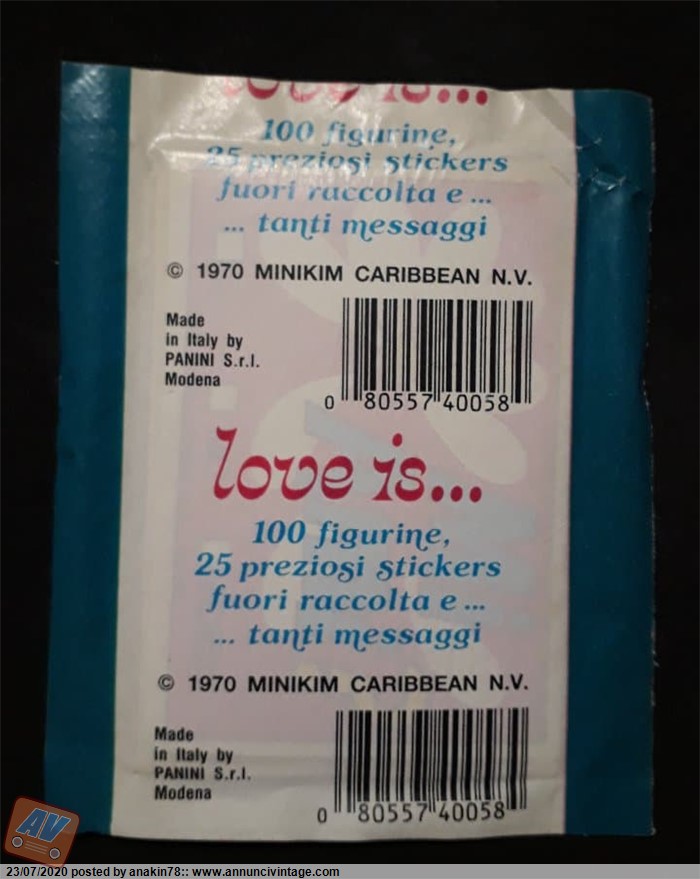 love is...
100 figurine,
25 preziosi stickers
fuori raccolta e ...
... tanti messaggi
© 1970 MINIKIM CARIBBEAN N.V.
Made
in Italy by
PANINI S.r.l.
Modena
0 80557 40058
love is...
100 figurine,
25 preziosi stickers
fuori raccolta e ...
... tanti messaggi
© 1970 MINIKIM CARIBBEAN N.V.
Made
in Italy by
PANINI S.r.l.
Modena
0 80557 40058
AV
23/07/2020 posted by anakin78:: www.annuncivintage.com